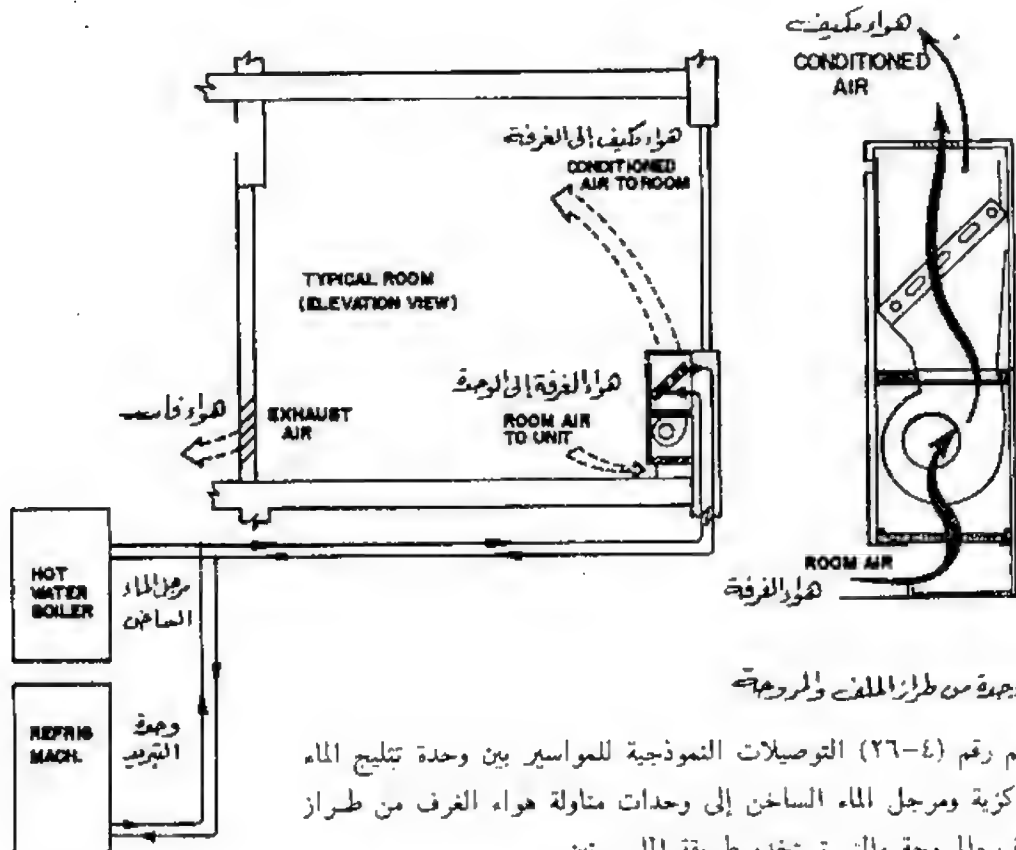 هواء مكيف
CONDITIONED
AIR
هواء مكيف إلى الغرفة
CONDITIONED
AIR TO ROOM
TYPICAL ROOM
(ELEVATION VIEW)
هواء الغرفة إلى الوحدة
ROOM AIR
TO UNIT
هواء فاسد
EXHAUST
AIR
ROOM AIR
هواء الغرفة
HOT
WATER
BOILER
مرجل الماء
الساخن
REFRIG
MACH.
وحدة
التبريد
وحدة من طراز الملف والمروحة
م رقم (٤-٢٦) التوصيلات النموذجية للمواسير بين وحدة تثليج الماء
كزية ومرجل الماء الساخن إلى وحدات مناولة هواء الغرف من طراز